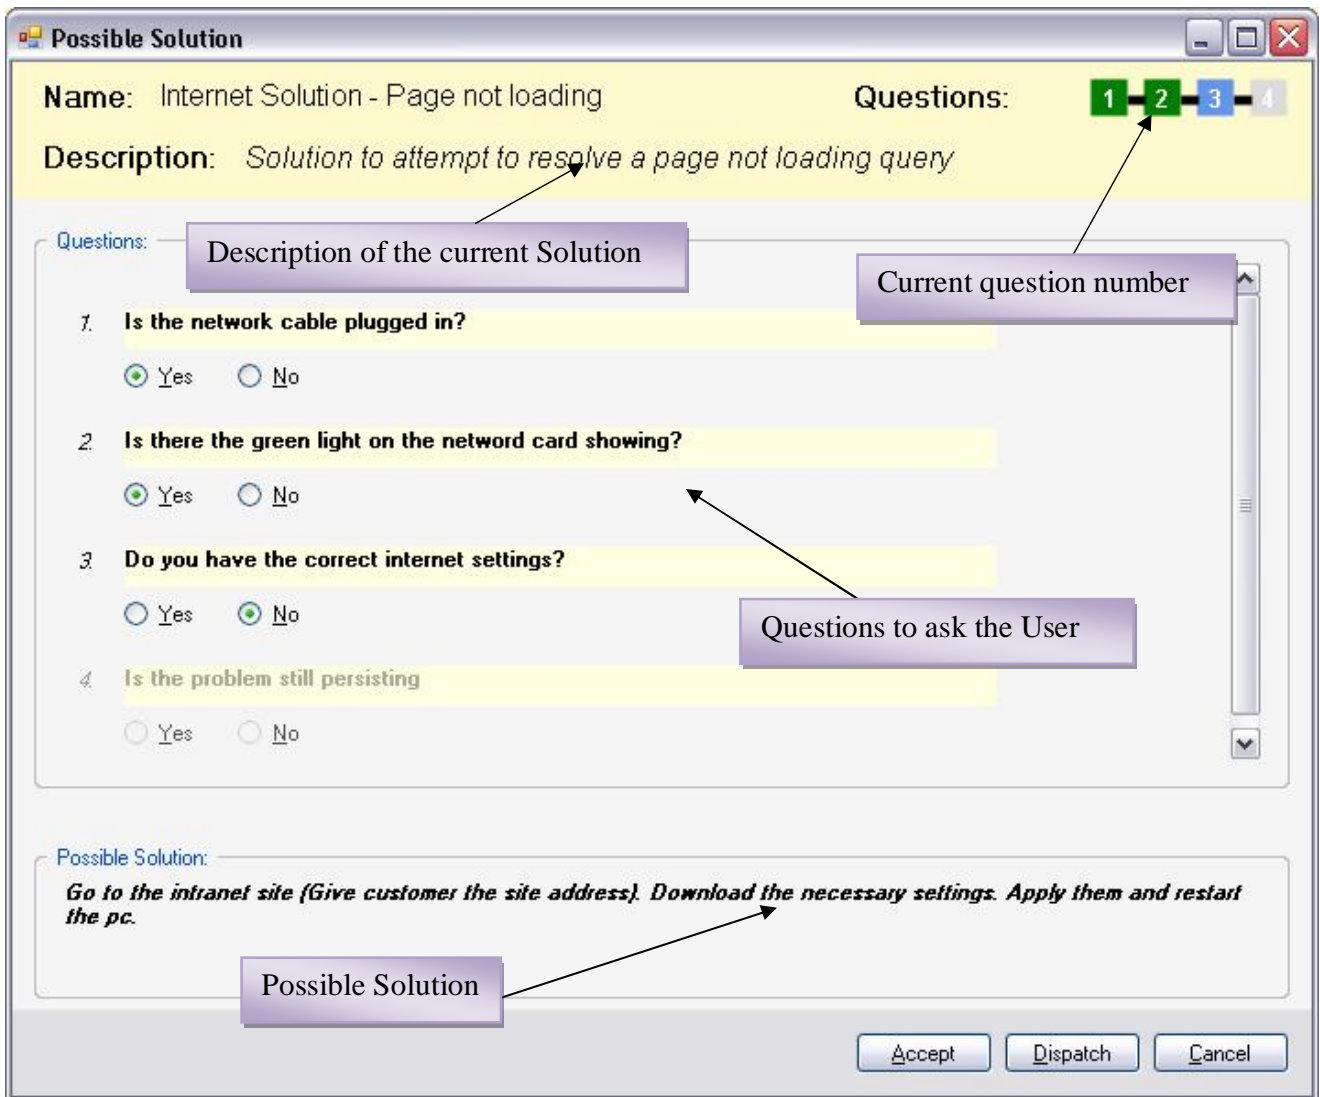 Possible Solution
Name: Internet Solution - Page not loading
Questions: 1 2 3 4
Description: Solution to attempt to resolve a page not loading query
Description of the current Solution
Current question number
Questions:
1. Is the network cable plugged in?
Yes No
2. Is there the green light on the netword card showing?
Yes No
3. Do you have the correct internet settings?
Yes No
Questions to ask the User
4. Is the problem still persisting
Yes No
Possible Solution:
Go to the intranet site (Give customer the site address). Download the necessary settings. Apply them and restart
the pc.
Possible Solution
Accept Dispatch Cancel